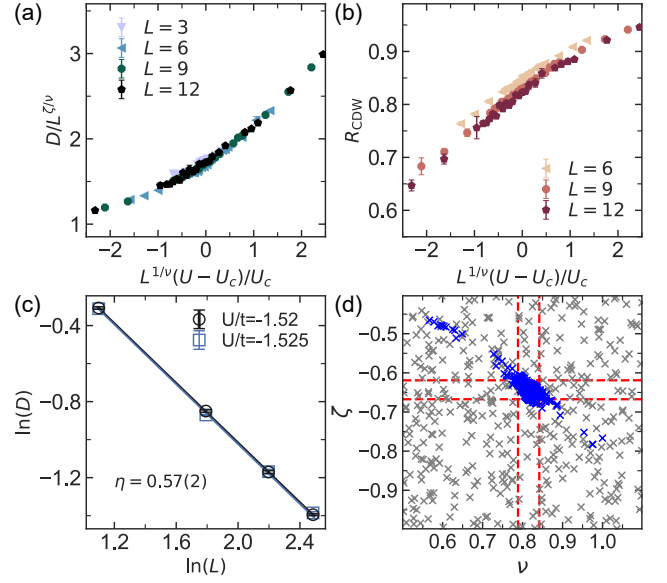 (a)
L = 3
L = 6
L = 9
L = 12
D/L^{ζ/ν}
4
3
2
1
−2 −1 0 1 2
L^{1/ν}(U − U_c)/U_c
(b)
R_{CDW}
0.9
0.8
0.7
0.6
L = 6
L = 9
L = 12
−2 −1 0 1 2
L^{1/ν}(U − U_c)/U_c
(c)
U/t=-1.52
U/t=-1.525
ln(D)
−0.4
−0.8
−1.2
η = 0.57(2)
1.2 1.6 2.0 2.4
ln(L)
(d)
ζ
−0.5
−0.6
−0.7
−0.8
−0.9
0.6 0.7 0.8 0.9 1.0
ν